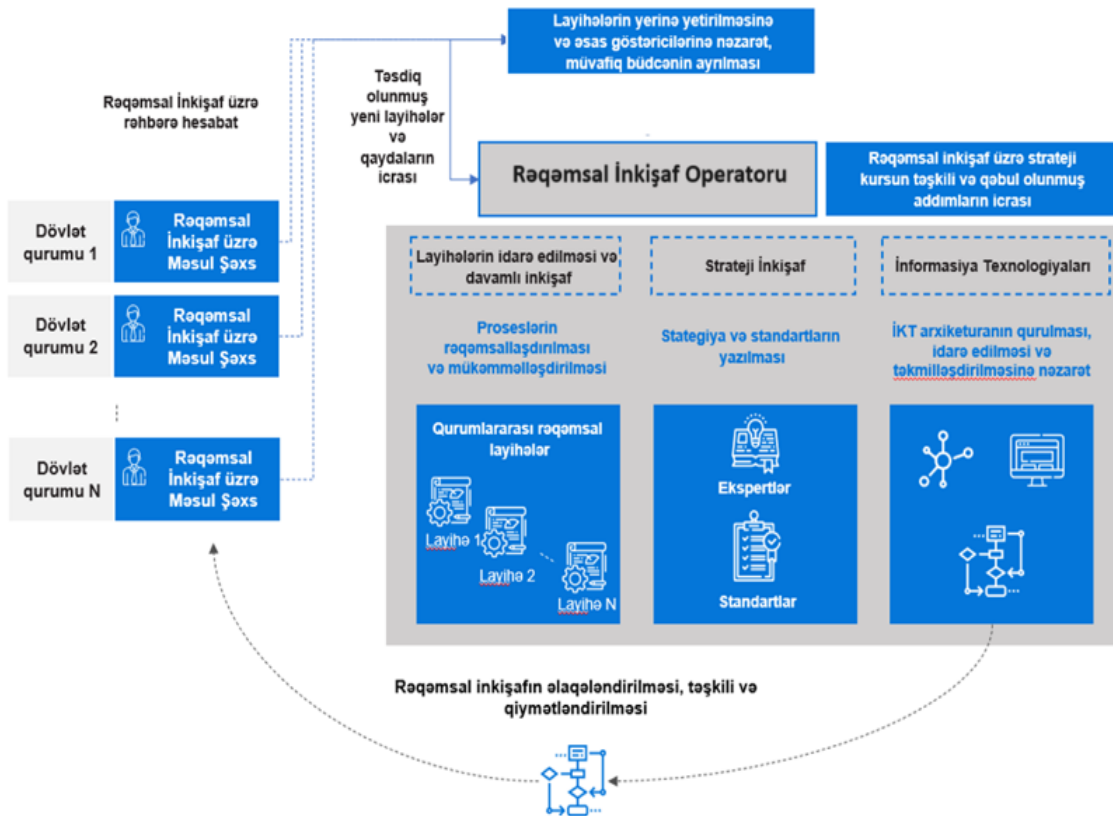 Layihələrin yerinə yetirilməsinə
və əsas göstəricilərinə nəzarət,
müvafiq büdcənin ayrılması
Rəqəmsal İnkişaf üzrə
rəhbərə hesabat
Təsdiq
olunmuş
yeni layihələr
və
qaydaların
icrası
Rəqəmsal İnkişaf Operatoru
Rəqəmsal inkişaf üzrə strateji
kursun təşkili və qəbul olunmuş
addımların icrası
Dövlət
qurumu 1
Rəqəmsal
İnkişaf üzrə
Məsul Şəxs
Dövlət
qurumu 2
Rəqəmsal
İnkişaf üzrə
Məsul Şəxs
Dövlət
qurumu N
Rəqəmsal
İnkişaf üzrə
Məsul Şəxs
Layihələrin idarə edilməsi və
davamlı inkişaf
Strateji İnkişaf
İnformasiya Texnologiyaları
Proseslərin
rəqəmsallaşdırılması
və mükəmməlləşdirilməsi
Stategiya və standartların
yazılması
İKT arxiketuranın qurulması,
idarə edilməsi və
təkmilləşdirilməsinə nəzarət
Qurumlararası rəqəmsal
layihələr
Layihə 1
Layihə 2
Layihə N
Ekspertlər
Standartlar
Rəqəmsal inkişafın əlaqələndirilməsi, təşkili və
qiymətləndirilməsi